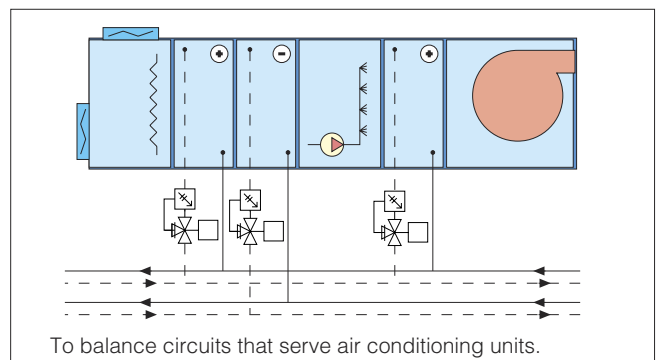 +
-
+
To balance circuits that serve air conditioning units.